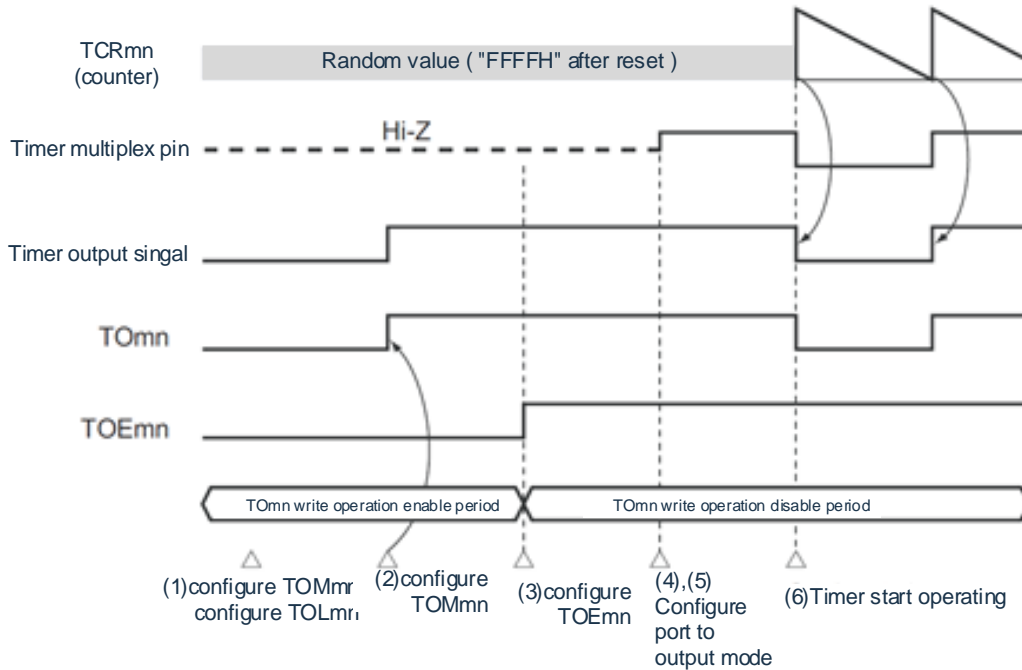 TCRmn
(counter)
Random value ( "FFFFH" after reset )
Hi-Z
Timer multiplex pin
Timer output singal
TOmn
TOEmn
TOmn write operation enable period
TOmn write operation disable period
(1)configure TOMmn
configure TOLmn
(2)configure
TOMmn
(3)configure
TOEmn
(4),(5)
Configure
port to
output mode
(6)Timer start operating